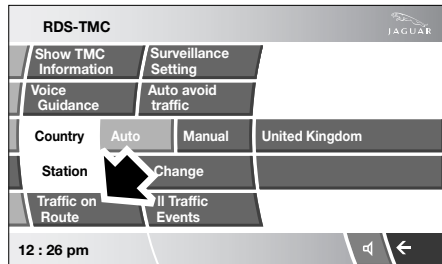 RDS-TMC
JAGUAR
Show TMC Information
Surveillance Setting
Voice Guidance
Auto avoid traffic
Country
Auto
Manual
United Kingdom
Station
Change
Traffic on Route
ll Traffic Events
12 : 26 pm